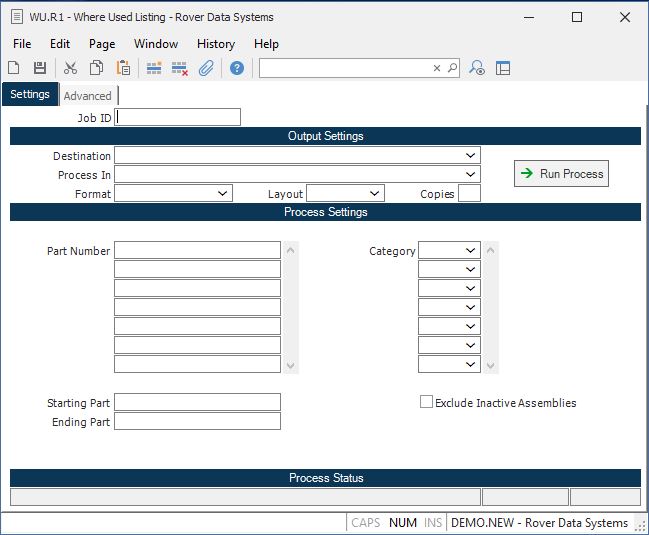 WU.R1 - Where Used Listing - Rover Data Systems
File Edit Page Window History Help
Settings Advanced
Job ID
Output Settings
Destination
Process In
Run Process
Format Layout Copies
Process Settings
Part Number Category
Starting Part Exclude Inactive Assemblies
Ending Part
Process Status
CAPS NUM INS DEMO.NEW - Rover Data Systems